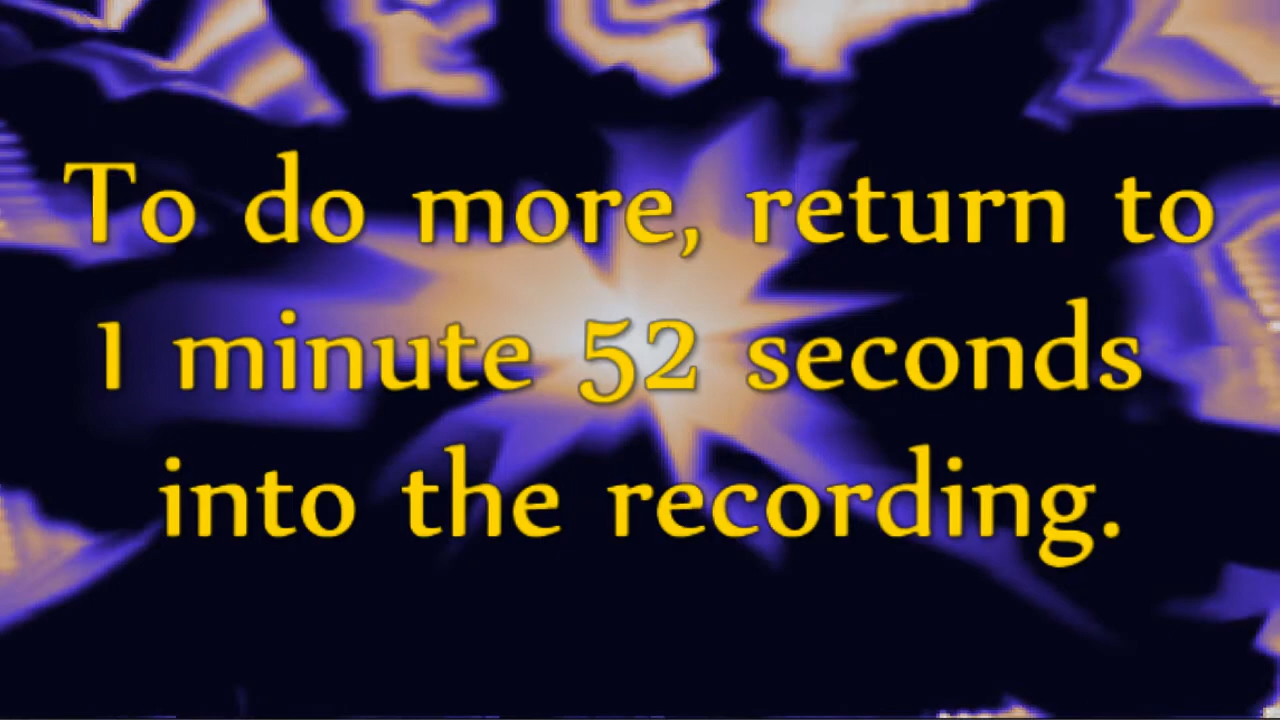 To do more, return to
1 minute 52 seconds
into the recording.